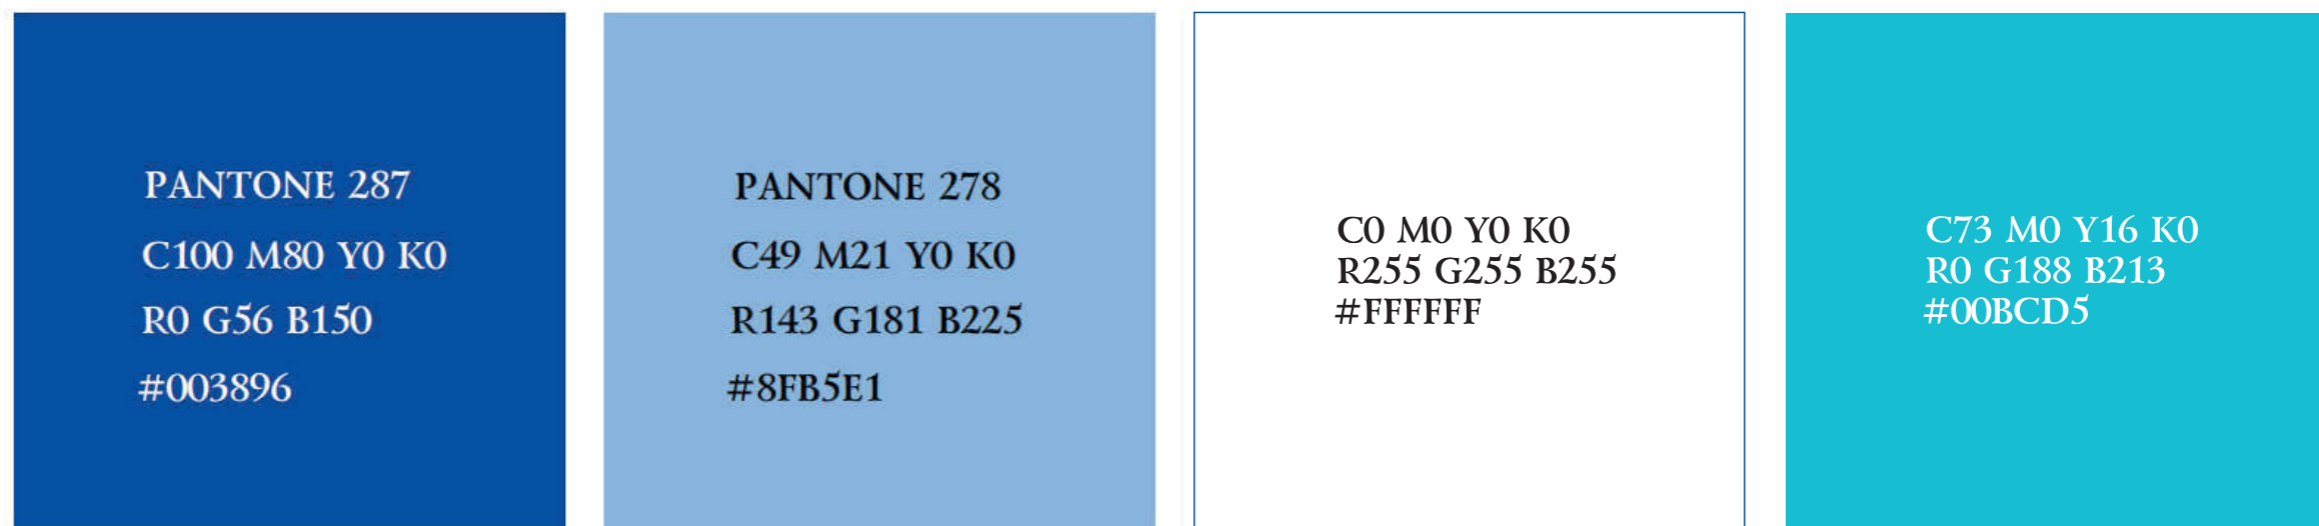 PANTONE 287
C100 M80 Y0 K0
R0 G56 B150
#003896
PANTONE 278
C49 M21 Y0 K0
R143 G181 B225
#8FB5E1
C0 M0 Y0 K0
R255 G255 B255
#FFFFFF
C73 M0 Y16 K0
R0 G188 B213
#00BCD5